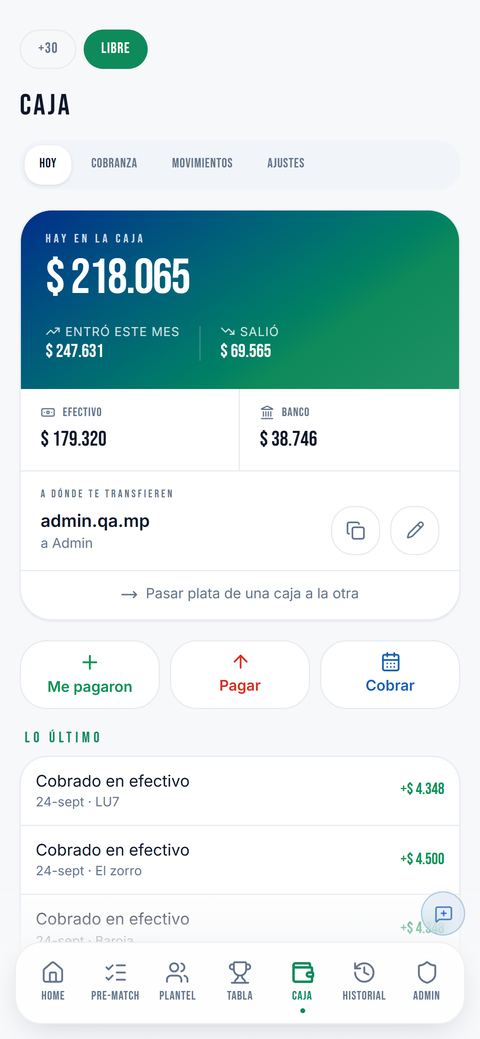 +30
LIBRE
CAJA
HOY
COBRANZA
MOVIMIENTOS
AJUSTES
HAY EN LA CAJA
$ 218.065
ENTRÓ ESTE MES
$ 247.631
SALIÓ
$ 69.565
EFECTIVO
$ 179.320
BANCO
$ 38.746
A DÓNDE TE TRANSFIEREN
admin.qa.mp
a Admin
Pasar plata de una caja a la otra
Me pagaron
Pagar
Cobrar
LO ÚLTIMO
Cobrado en efectivo
+$ 4.348
24-sept · LU7
Cobrado en efectivo
+$ 4.500
24-sept · El zorro
Cobrado en efectivo
24-sept · Baroja
HOME
PRE-MATCH
PLANTEL
TABLA
CAJA
HISTORIAL
ADMIN